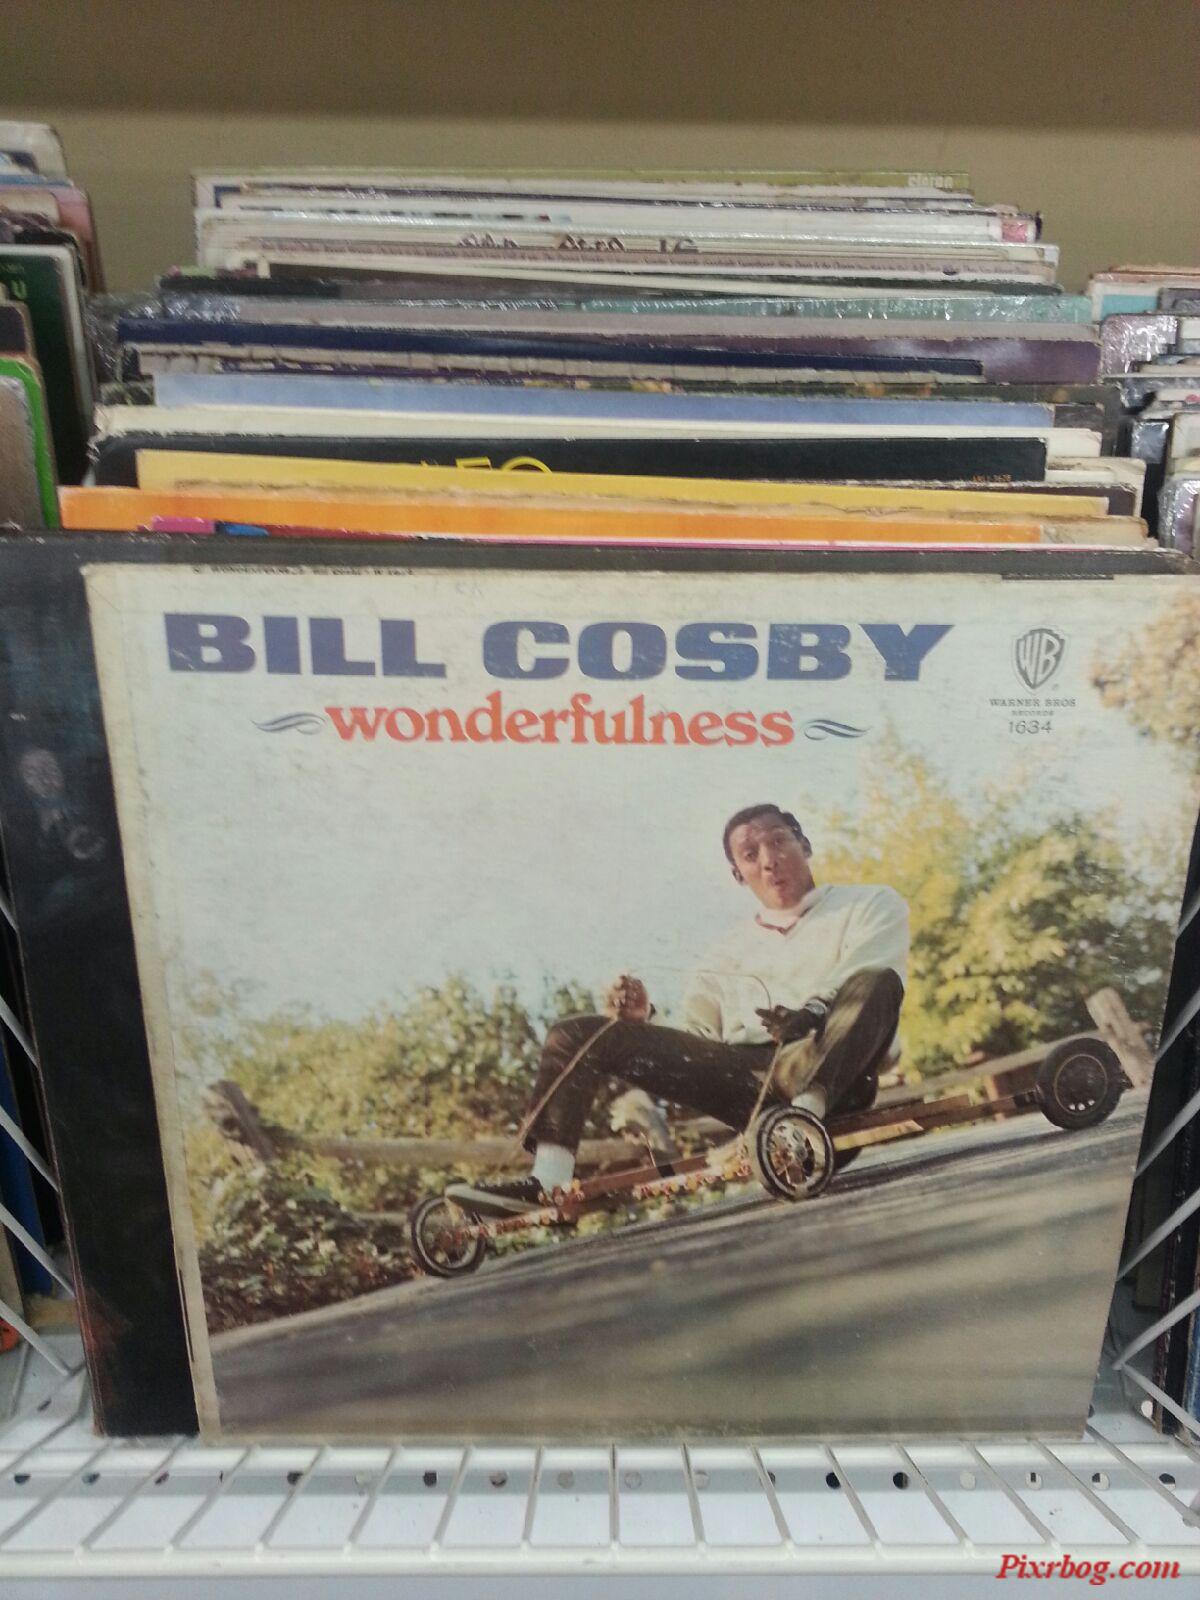 BILL COSBY
wonderfulness
WB
WARNER BROS
RECORDS
1634
Pixrbog.com